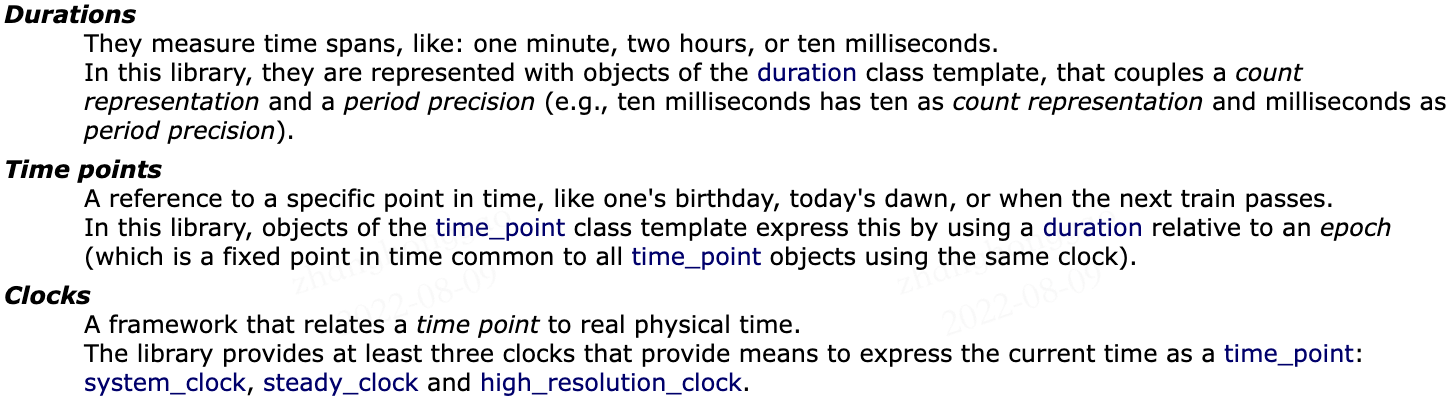 Durations
They measure time spans, like: one minute, two hours, or ten milliseconds.
In this library, they are represented with objects of the duration class template, that couples a count
representation and a period precision (e.g., ten milliseconds has ten as count representation and milliseconds as
period precision).
Time points
A reference to a specific point in time, like one's birthday, today's dawn, or when the next train passes.
In this library, objects of the time_point class template express this by using a duration relative to an epoch
(which is a fixed point in time common to all time_point objects using the same clock).
2022-08-09
2022-08-09
Clocks
A framework that relates a time point to real physical time.
The library provides at least three clocks that provide means to express the current time as a time_point:
system_clock, steady_clock and high_resolution_clock.